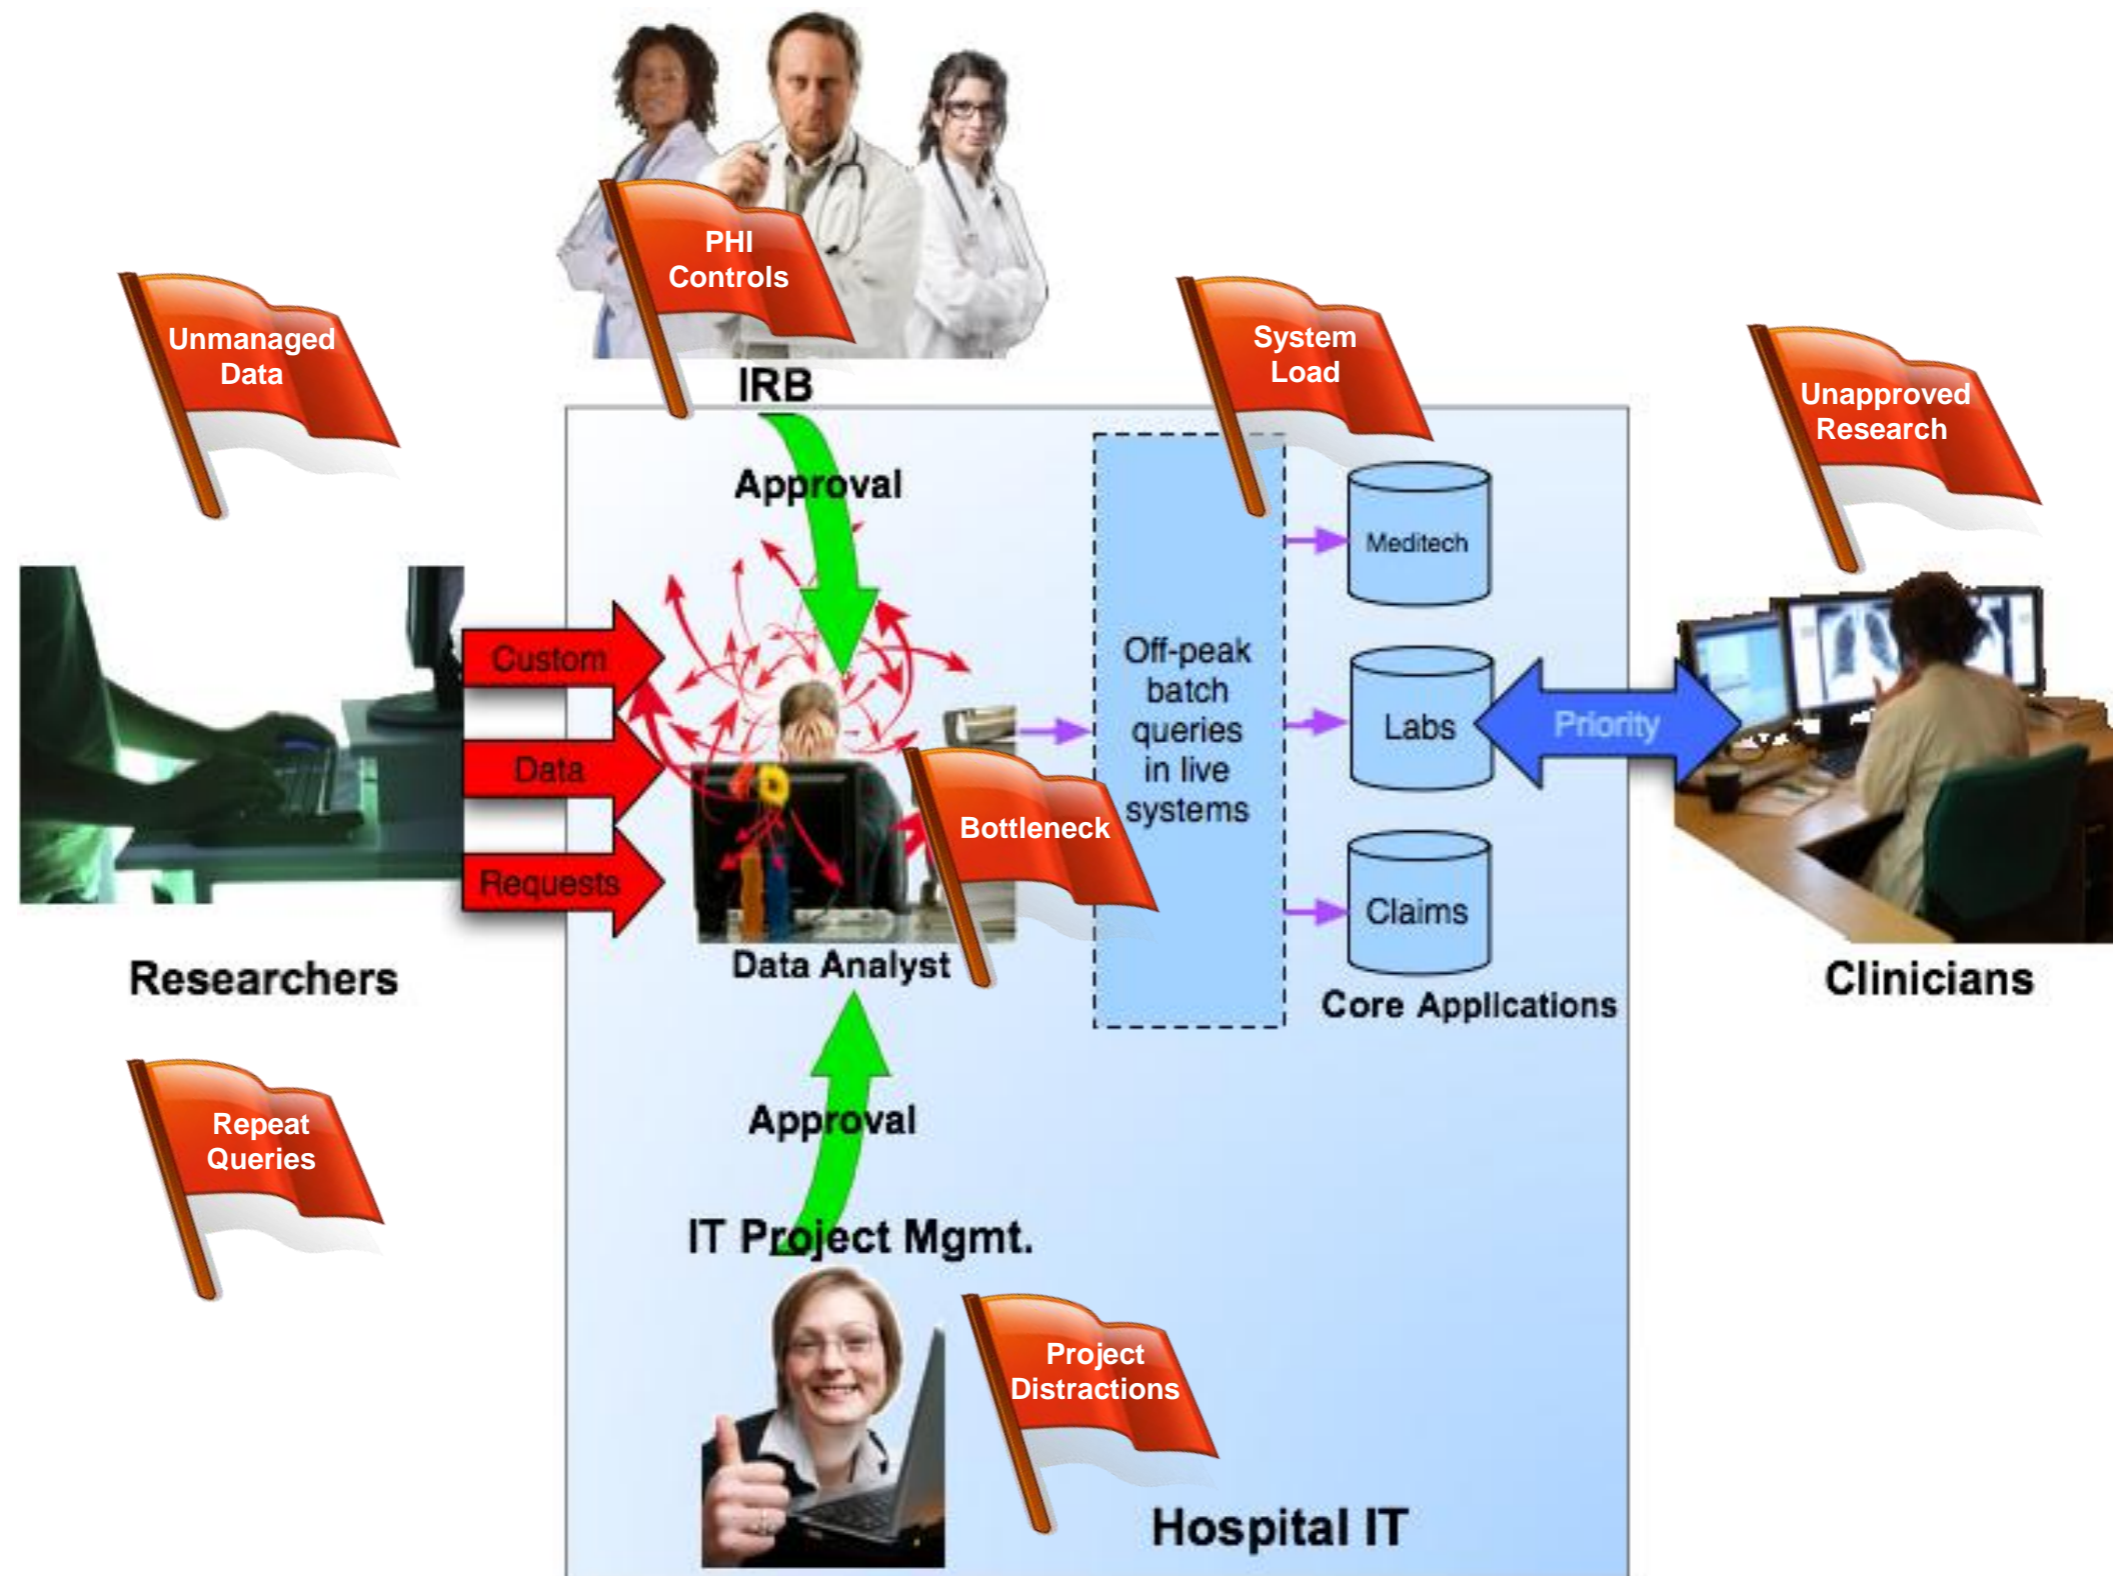 PHI
Controls
Unmanaged
Data
System
Load
Unapproved
Research
IRB
Approval
Meditech
Custom
Data
Requests
Off-peak
batch
queries
in live
systems
Labs
Priority
Bottleneck
Claims
Data Analyst
Researchers
Core Applications
Clinicians
Repeat
Queries
Approval
IT Project Mgmt.
Project
Distractions
Hospital IT